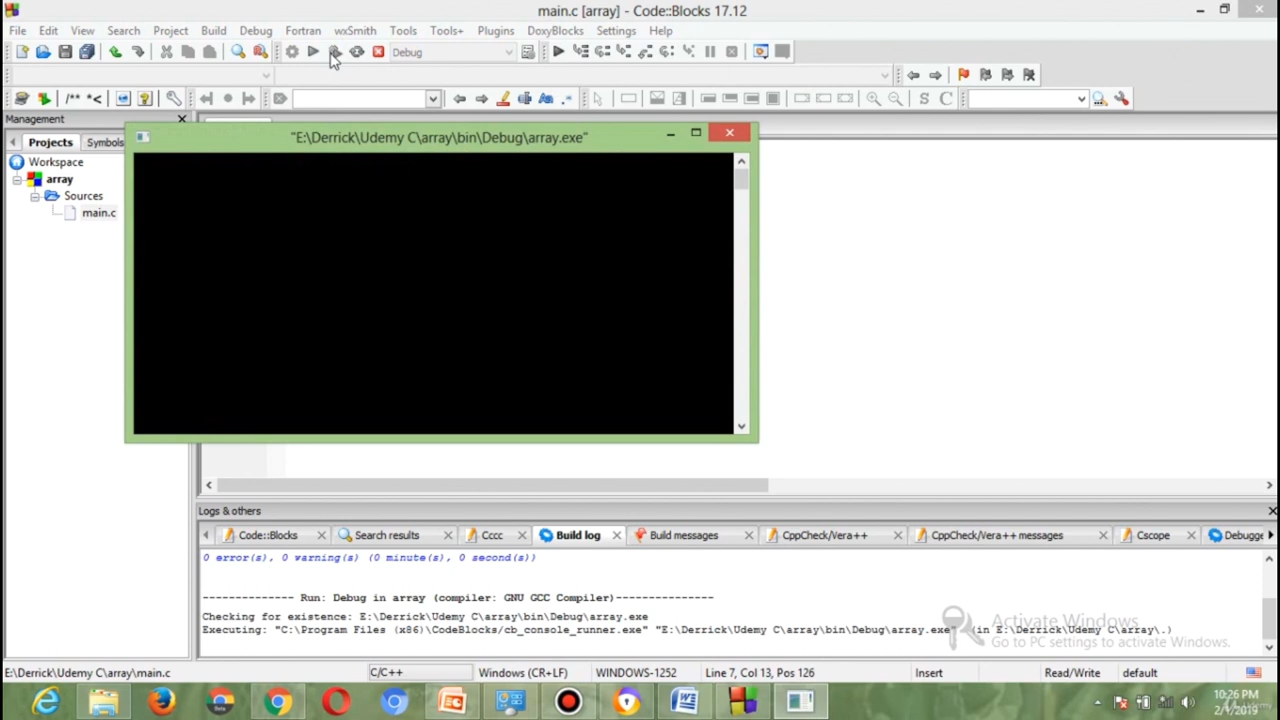 main.c [array] - Code::Blocks 17.12
File Edit View Search Project Build Debug Fortran wxSmith Tools Tools+ Plugins DoxyBlocks Settings Help
Debug
/** *<
S C
Management
Projects Symbols
"E:\Derrick\Udemy C\array\bin\Debug\array.exe"
Workspace
array
Sources
main.c
Logs & others
Code::Blocks Search results Cccc Build log Build messages CppCheck/Vera++ CppCheck/Vera++ messages Cscope Debugge
0 error(s), 0 warning(s) (0 minute(s), 0 second(s))
-------------- Run: Debug in array (compiler: GNU GCC Compiler)---------------
Checking for existence: E:\Derrick\Udemy C\array\bin\Debug\array.exe
Executing: "C:\Program Files (x86)\CodeBlocks/cb_console_runner.exe" "E:\Derrick\Udemy C\array\bin\Debug\array.exe" (in E:\Derrick\Udemy C\array\.)
Activate Windows
Go to PC settings to activate Windows.
E:\Derrick\Udemy C\array\main.c C/C++ Windows (CR+LF) WINDOWS-1252 Line 7, Col 13, Pos 126 Insert Read/Write default
10:26 PM
2/1/2019